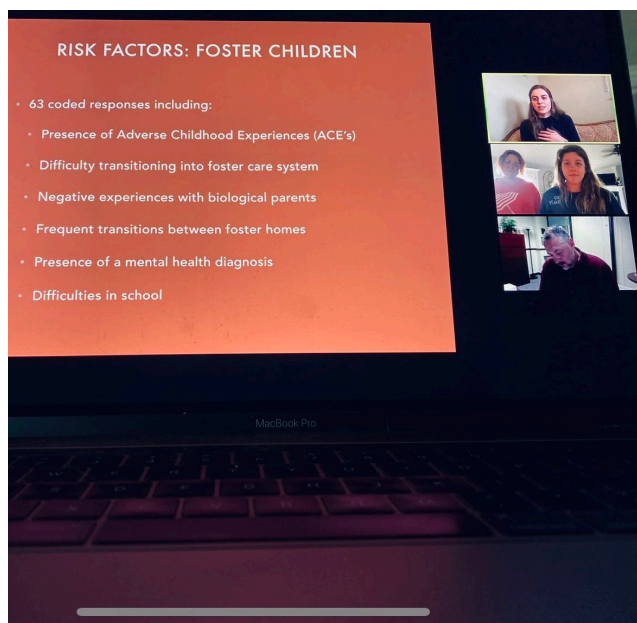 RISK FACTORS: FOSTER CHILDREN
• 63 coded responses including:
• Presence of Adverse Childhood Experiences (ACE's)
• Difficulty transitioning into foster care system
• Negative experiences with biological parents
• Frequent transitions between foster homes
• Presence of a mental health diagnosis
• Difficulties in school
MacBook Pro